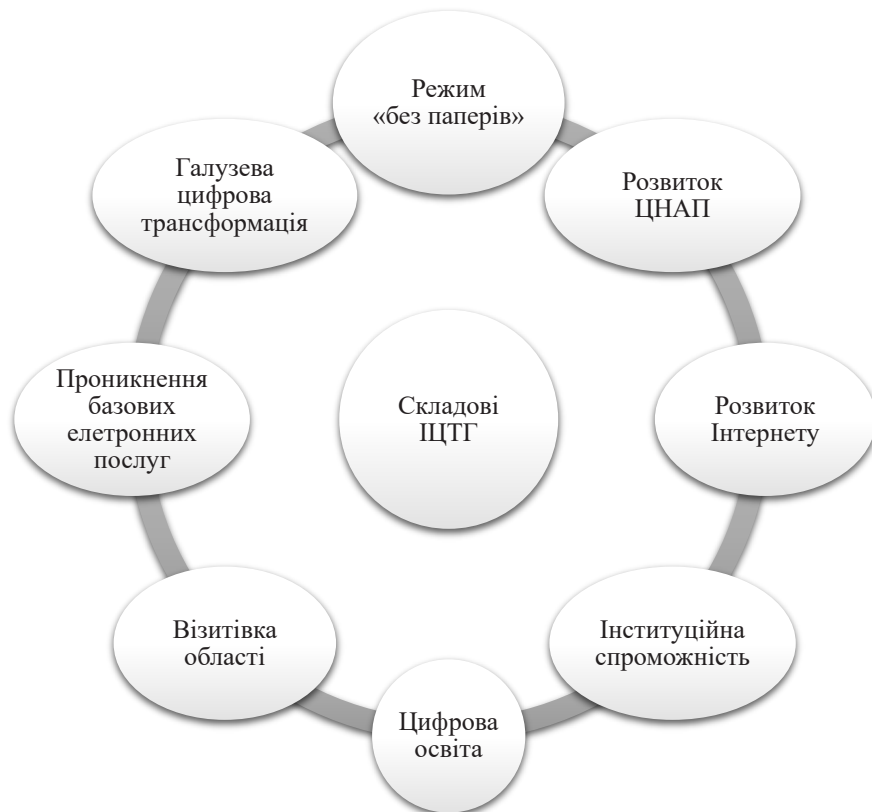 Режим
«без паперів»
Розвиток
ЦНАП
Розвиток
Інтернету
Інституційна
спроможність
Цифрова
освіта
Візитівка
області
Проникнення
базових
елетронних
послуг
Галузева
цифрова
трансформація
Складові
ІЦТГ